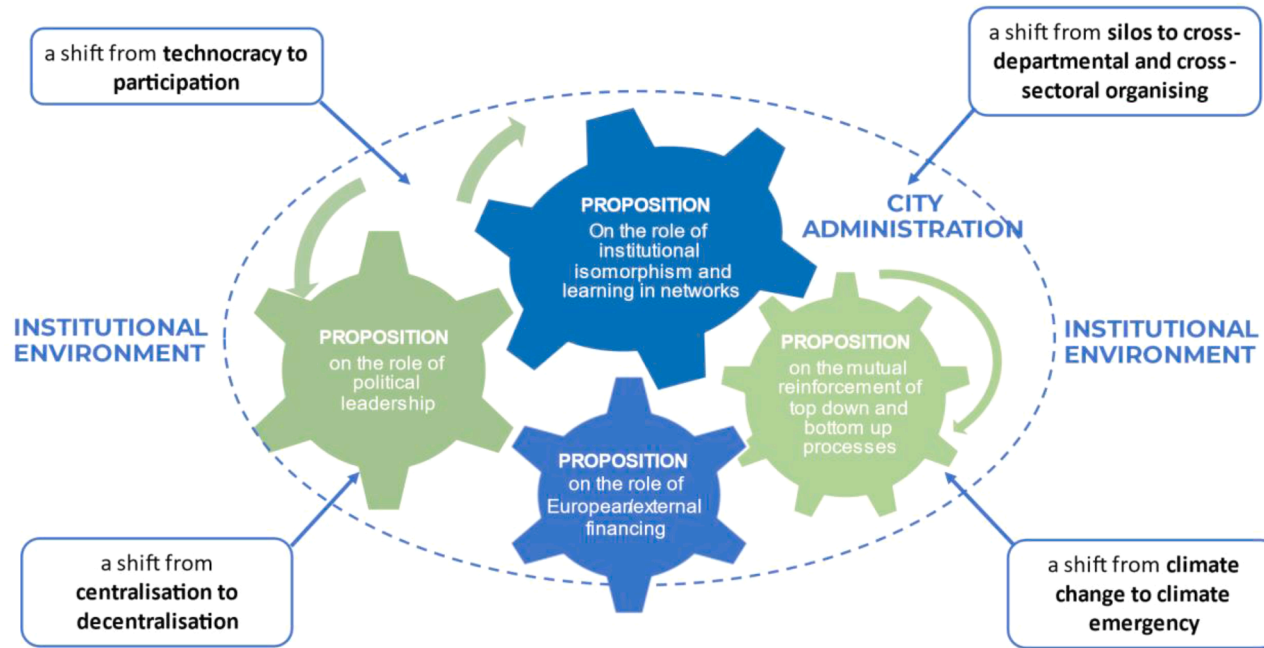 a shift from technocracy to
participation
a shift from silos to cross-
departmental and cross-
sectoral organising
PROPOSITION
On the role of
institutional
isomorphism and
learning in networks
CITY
ADMINISTRATION
INSTITUTIONAL
ENVIRONMENT
PROPOSITION
on the role of
political
leadership
PROPOSITION
on the mutual
reinforcement of
top down and
bottom up
processes
INSTITUTIONAL
ENVIRONMENT
PROPOSITION
on the role of
European/external
financing
a shift from
centralisation to
decentralisation
a shift from climate
change to climate
emergency